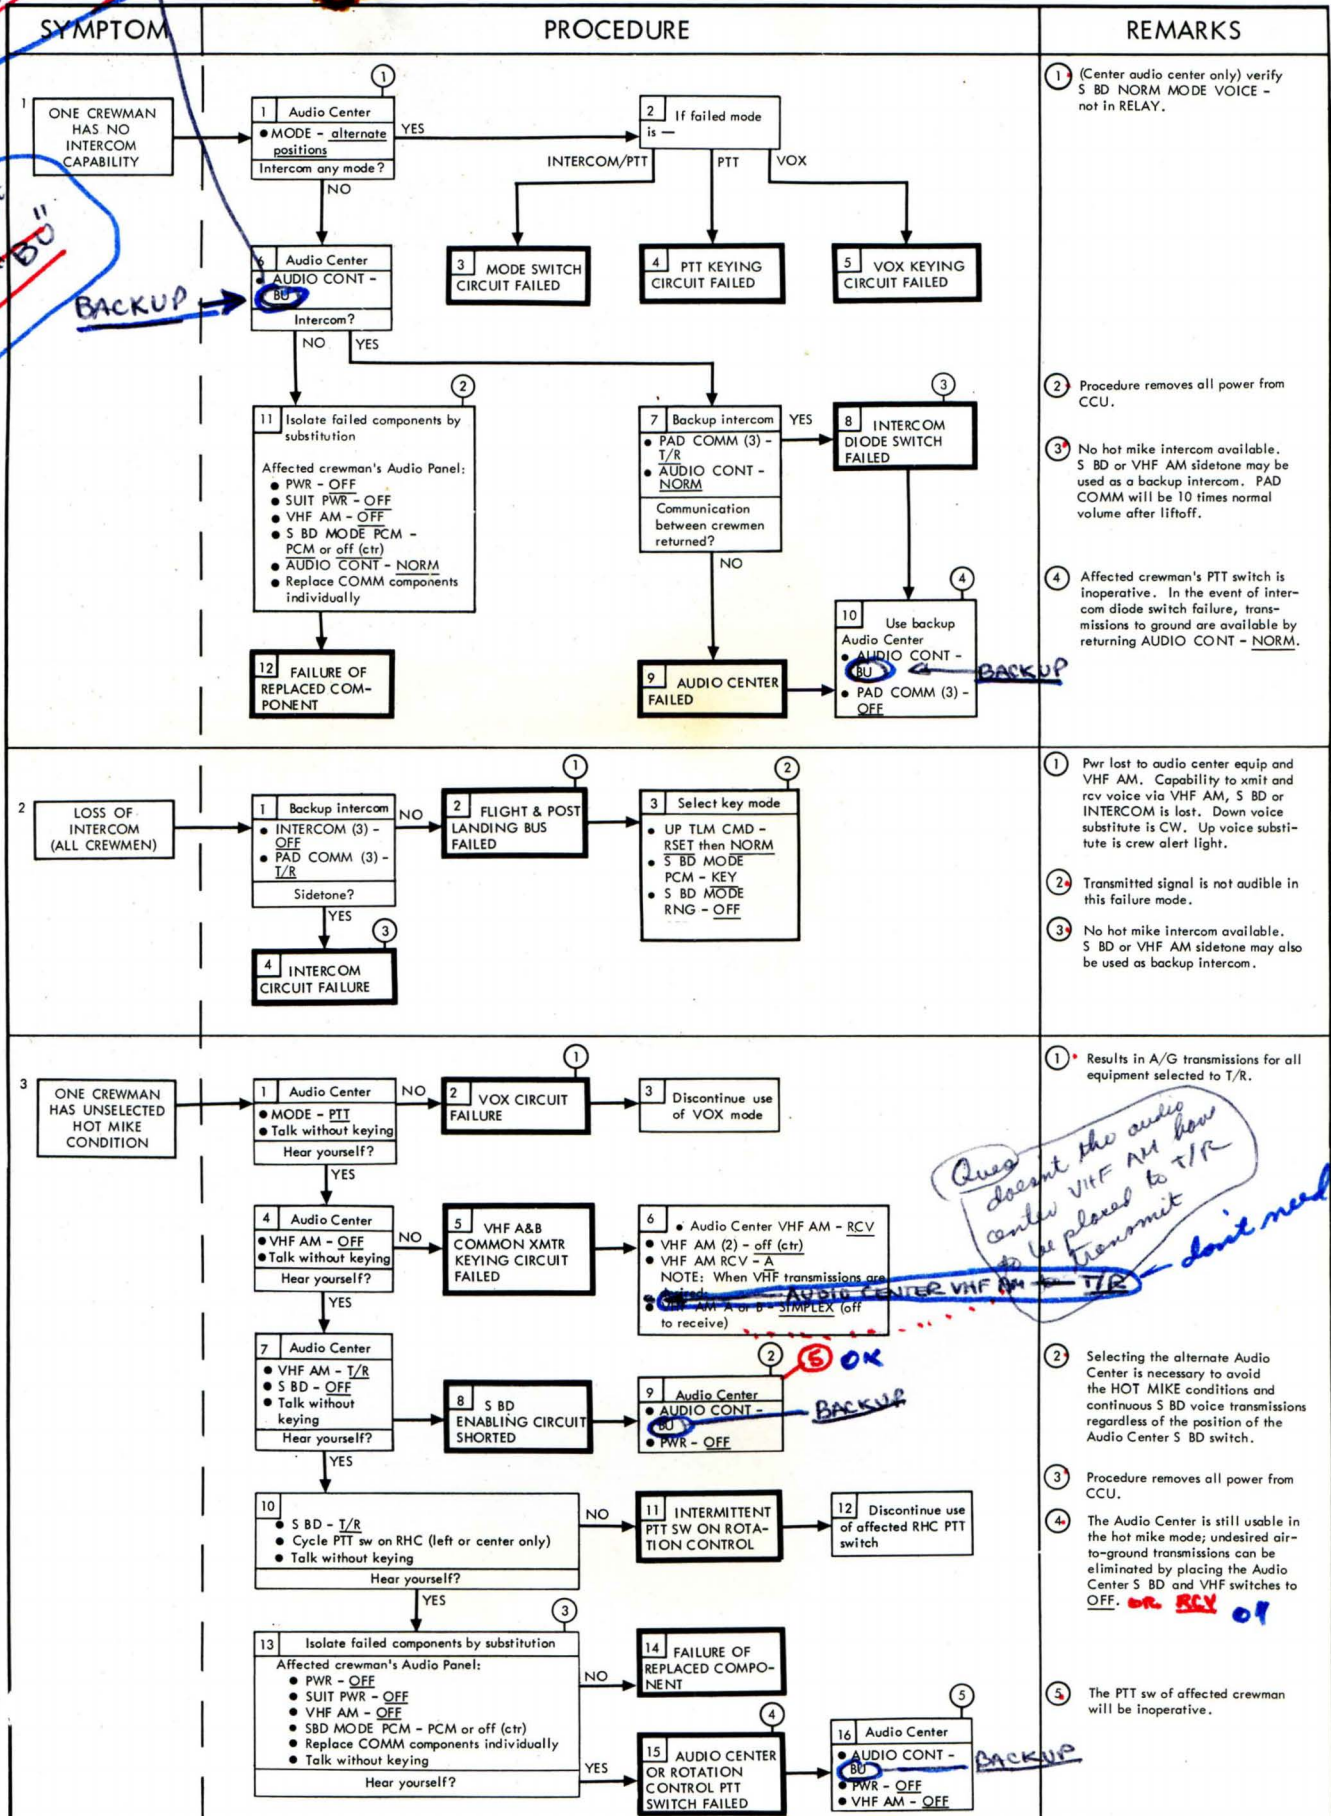 SYMPTOM
PROCEDURE
REMARKS
1
ONE CREWMAN
HAS NO
INTERCOM
CAPABILITY
BU"
BACKUP
1
1 Audio Center
● MODE - alternate
positions
Intercom any mode?
YES
NO
2 If failed mode
is —
INTERCOM/PTT
PTT
VOX
3 MODE SWITCH
CIRCUIT FAILED
4 PTT KEYING
CIRCUIT FAILED
5 VOX KEYING
CIRCUIT FAILED
6 Audio Center
● AUDIO CONT -
BU
Intercom?
NO
YES
2
11 Isolate failed components by
substitution
Affected crewman's Audio Panel:
● PWR - OFF
● SUIT PWR - OFF
● VHF AM - OFF
● S BD MODE PCM -
PCM or off (ctr)
● AUDIO CONT - NORM
● Replace COMM components
individually
12 FAILURE OF
REPLACED COM-
PONENT
7 Backup intercom
● PAD COMM (3) -
T/R
● AUDIO CONT -
NORM
Communication
between crewmen
returned?
YES
NO
3
8 INTERCOM
DIODE SWITCH
FAILED
9 AUDIO CENTER
FAILED
4
10 Use backup
Audio Center
● AUDIO CONT -
BU
BACKUP
● PAD COMM (3) -
OFF
1 (Center audio center only) verify
S BD NORM MODE VOICE -
not in RELAY.
2 Procedure removes all power from
CCU.
3 No hot mike intercom available.
S BD or VHF AM sidetone may be
used as a backup intercom. PAD
COMM will be 10 times normal
volume after liftoff.
4 Affected crewman's PTT switch is
inoperative. In the event of inter-
com diode switch failure, trans-
missions to ground are available by
returning AUDIO CONT - NORM.
2
LOSS OF
INTERCOM
(ALL CREWMEN)
1 Backup intercom
● INTERCOM (3) -
OFF
● PAD COMM (3) -
T/R
Sidetone?
NO
YES
1
2 FLIGHT & POST
LANDING BUS
FAILED
2
3 Select key mode
● UP TLM CMD -
RSET then NORM
● S BD MODE
PCM - KEY
● S BD MODE
RNG - OFF
3
4 INTERCOM
CIRCUIT FAILURE
1 Pwr lost to audio center equip and
VHF AM. Capability to xmit and
rcv voice via VHF AM, S BD or
INTERCOM is lost. Down voice
substitute is CW. Up voice substi-
tute is crew alert light.
2 Transmitted signal is not audible in
this failure mode.
3 No hot mike intercom available.
S BD or VHF AM sidetone may also
be used as backup intercom.
3
ONE CREWMAN
HAS UNSELECTED
HOT MIKE
CONDITION
1 Audio Center
● MODE - PTT
● Talk without keying
Hear yourself?
NO
YES
1
2 VOX CIRCUIT
FAILURE
3 Discontinue use
of VOX mode
4 Audio Center
● VHF AM - OFF
● Talk without keying
Hear yourself?
NO
YES
5 VHF A&B
COMMON XMTR
KEYING CIRCUIT
FAILED
6 ● Audio Center VHF AM - RCV
● VHF AM (2) - off (ctr)
● VHF AM RCV - A
NOTE: When VHF transmissions are
AUDIO CENTER VHF AM T/R
● VHF AM A or B - SIMPLEX (off
to receive)
Ques
doesnt the audio
center VHF AM have
to be placed to T/R
to transmit
don't need
7 Audio Center
● VHF AM - T/R
● S BD - OFF
● Talk without
keying
Hear yourself?
YES
8 S BD
ENABLING CIRCUIT
SHORTED
2
5 OK
9 Audio Center
● AUDIO CONT -
BU
BACKUP
● PWR - OFF
10
● S BD - T/R
● Cycle PTT sw on RHC (left or center only)
● Talk without keying
Hear yourself?
NO
YES
11 INTERMITTENT
PTT SW ON ROTA-
TION CONTROL
12 Discontinue use
of affected RHC PTT
switch
3
13 Isolate failed components by substitution
Affected crewman's Audio Panel:
● PWR - OFF
● SUIT PWR - OFF
● VHF AM - OFF
● SBD MODE PCM - PCM or off (ctr)
● Replace COMM components individually
● Talk without keying
Hear yourself?
NO
YES
14 FAILURE OF
REPLACED COMPO-
NENT
4
15 AUDIO CENTER
OR ROTATION
CONTROL PTT
SWITCH FAILED
5
16 Audio Center
● AUDIO CONT -
BU
BACKUP
● PWR - OFF
● VHF AM - OFF
1 Results in A/G transmissions for all
equipment selected to T/R.
2 Selecting the alternate Audio
Center is necessary to avoid
the HOT MIKE conditions and
continuous S BD voice transmissions
regardless of the position of the
Audio Center S BD switch.
3 Procedure removes all power from
CCU.
4 The Audio Center is still usable in
the hot mike mode; undesired air-
to-ground transmissions can be
eliminated by placing the Audio
Center S BD and VHF switches to
OFF. OR RCV
5 The PTT sw of affected crewman
will be inoperative.